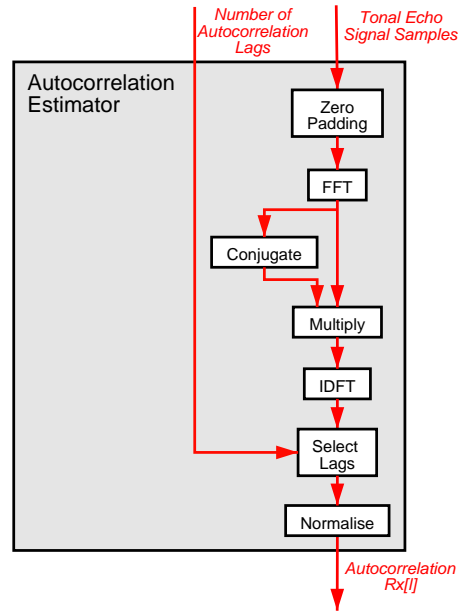 Number of
Autocorrelation
Lags
Tonal Echo
Signal Samples
Autocorrelation
Estimator
Zero
Padding
FFT
Conjugate
Multiply
IDFT
Select
Lags
Normalise
Autocorrelation
Rx[l]